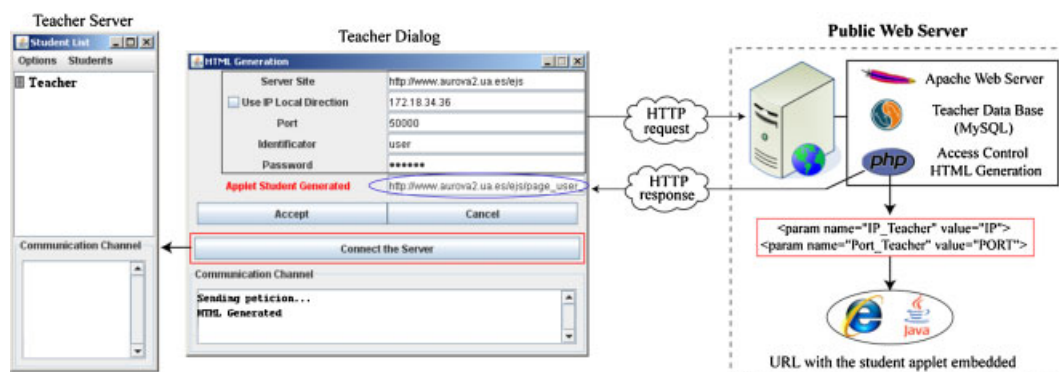 Teacher Server
Student List
Options Students
Teacher
Communication Channel
Teacher Dialog
HTML Generation
Server Site http://www.aurova2.ua.es/ejs
Use IP Local Direction 172.18.34.36
Port 50000
Identificator user
Password ******
Applet Student Generated http://www.aurova2.ua.es/ejs/page_user
Accept Cancel
Connect the Server
Communication Channel
Sending peticion...
HTML Generated
HTTP
request
HTTP
response
Public Web Server
Apache Web Server
Teacher Data Base
(MySQL)
php
Access Control
HTML Generation
<param name="IP_Teacher" value="IP">
<param name="Port_Teacher" value="PORT">
Java
URL with the student applet embedded